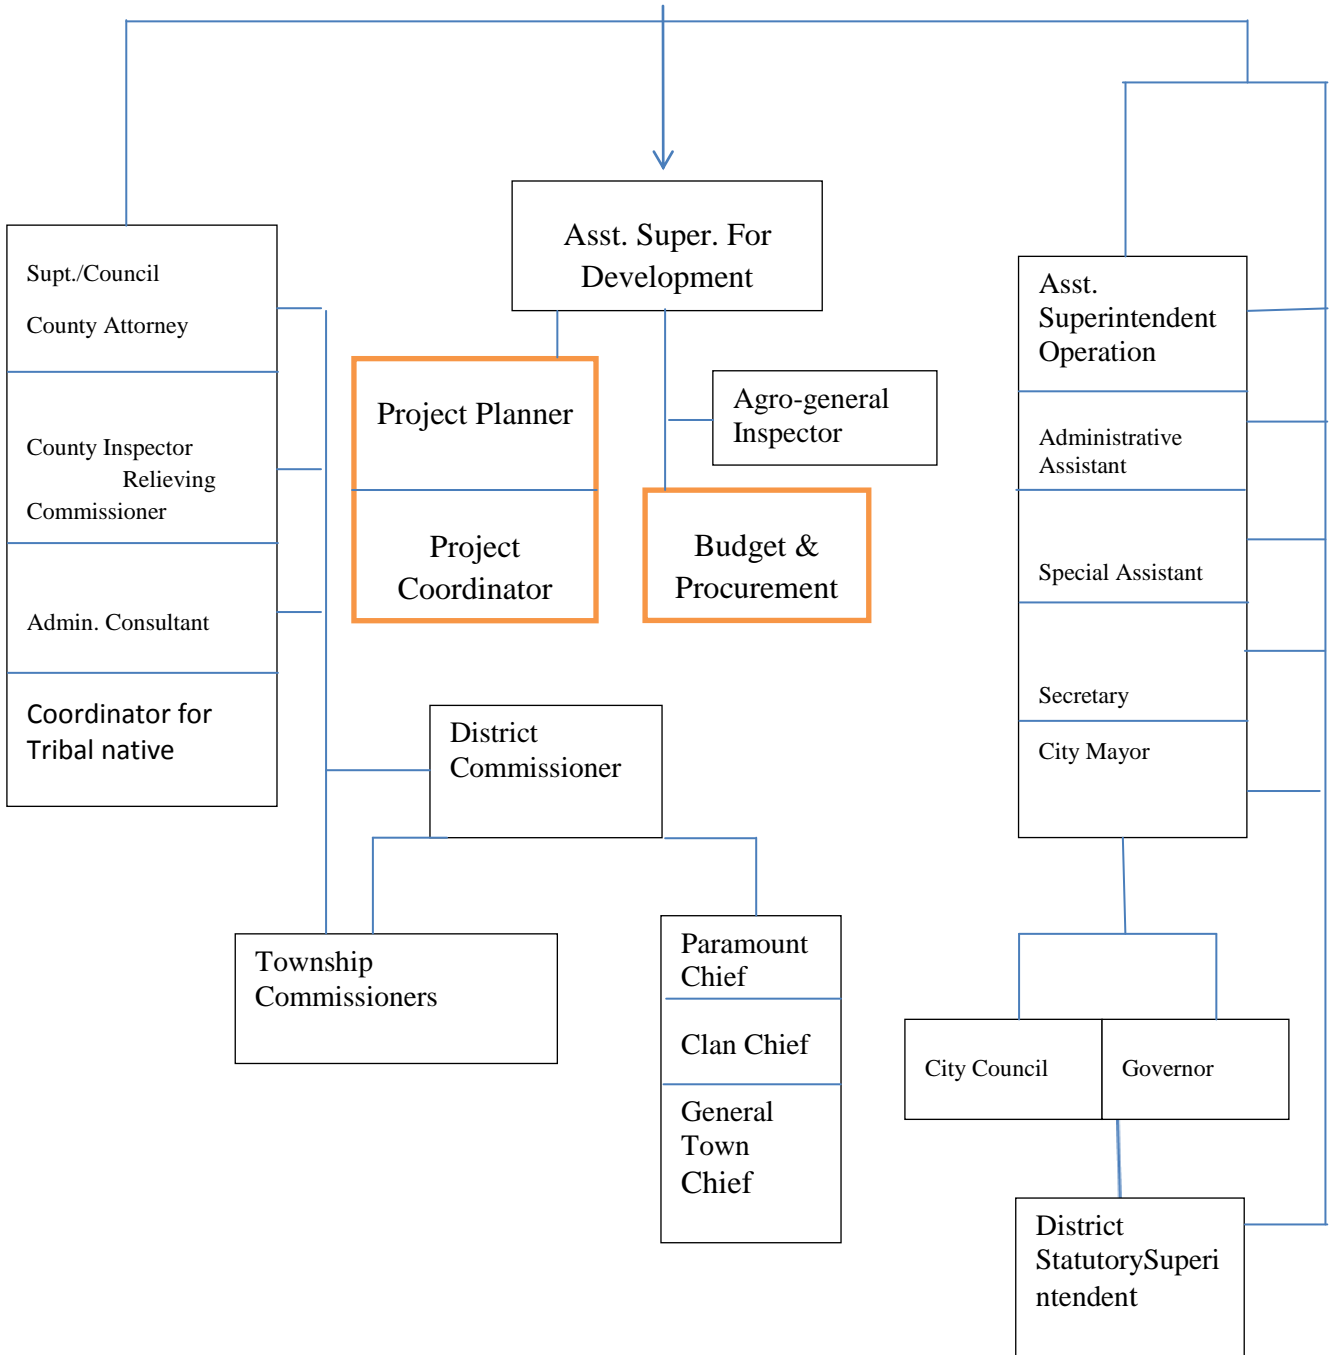 Asst. Super. For
Development
Supt./Council
County Attorney
County Inspector
Relieving
Commissioner
Admin. Consultant
Coordinator for
Tribal native
Project Planner
Project
Coordinator
Agro-general
Inspector
Budget &
Procurement
Asst.
Superintendent
Operation
Administrative
Assistant
Special Assistant
Secretary
City Mayor
District
Commissioner
Township
Commissioners
Paramount
Chief
Clan Chief
General
Town
Chief
City Council
Governor
District
StatutorySuperi
ntendent